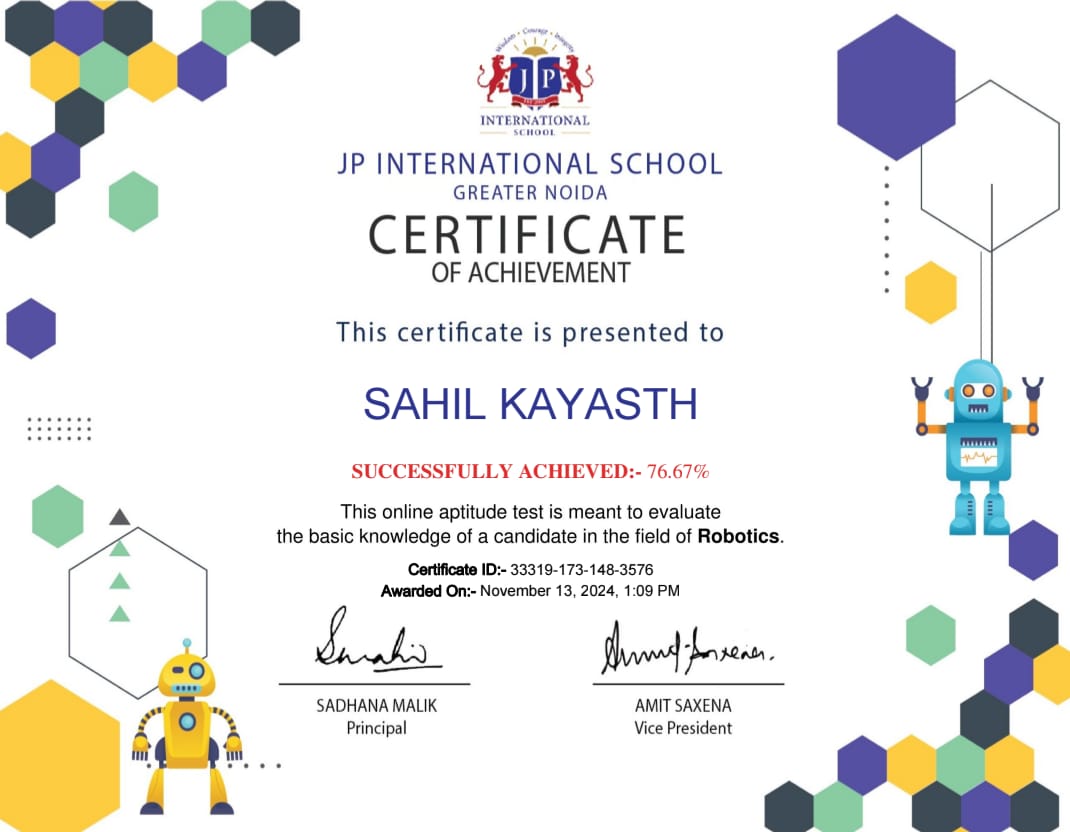 Wisdom • Courage • Integrity
J P
INTERNATIONAL
SCHOOL
JP INTERNATIONAL SCHOOL
GREATER NOIDA
CERTIFICATE
OF ACHIEVEMENT
This certificate is presented to
SAHIL KAYASTH
SUCCESSFULLY ACHIEVED:- 76.67%
This online aptitude test is meant to evaluate
the basic knowledge of a candidate in the field of Robotics.
Certificate ID:- 33319-173-148-3576
Awarded On:- November 13, 2024, 1:09 PM
SADHANA MALIK
Principal
AMIT SAXENA
Vice President